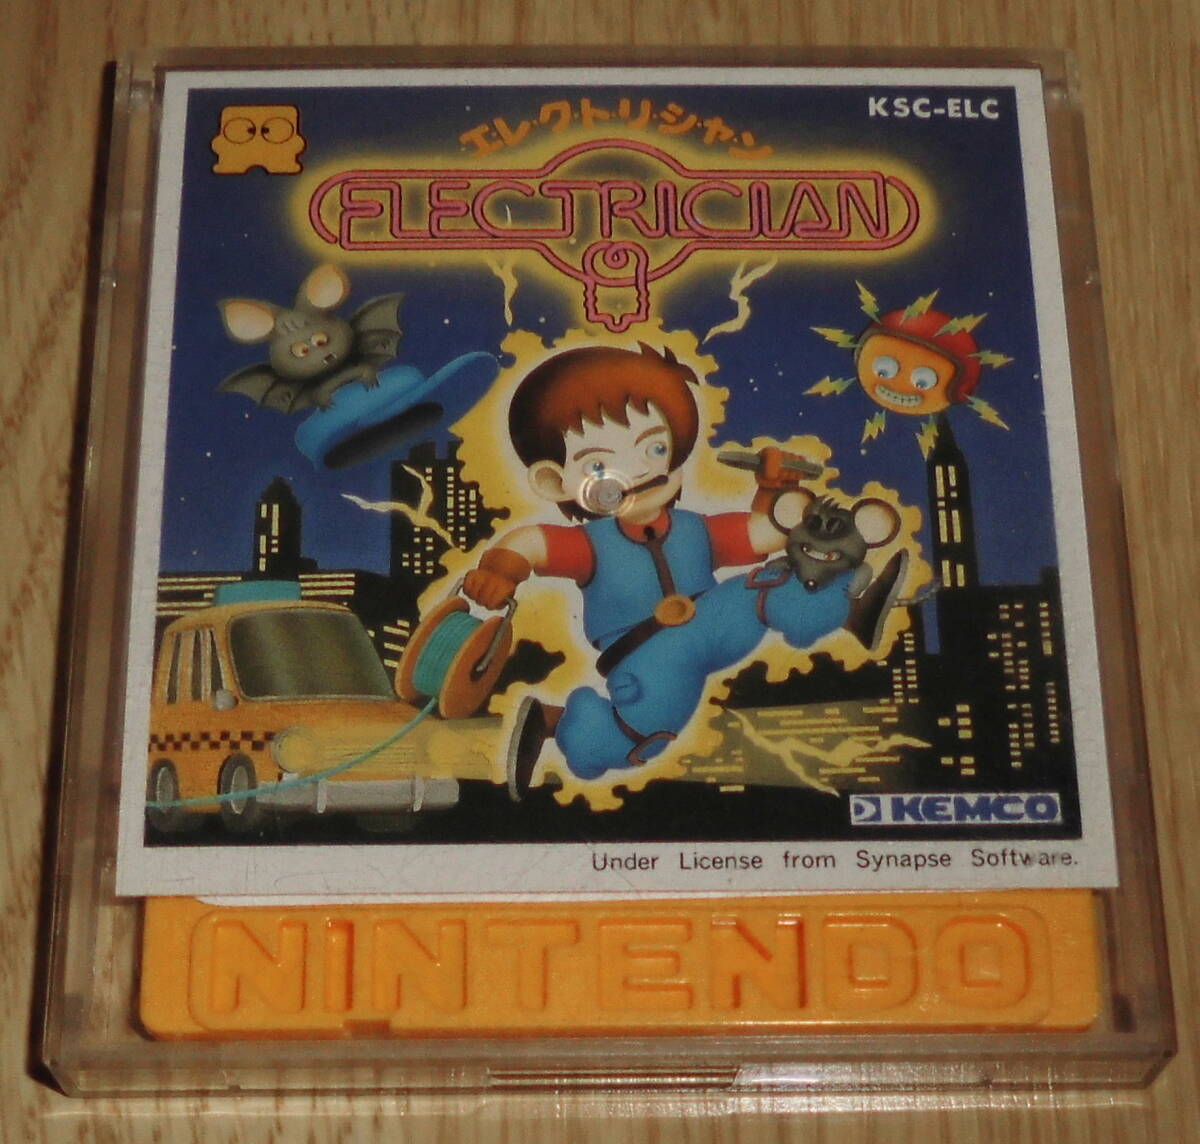 KSC-ELC
エ・レ・ク・ト・リ・シ・ャ・ン
ELECTRICIAN
KEMCO
Under License from Synapse Software.
NINTENDO